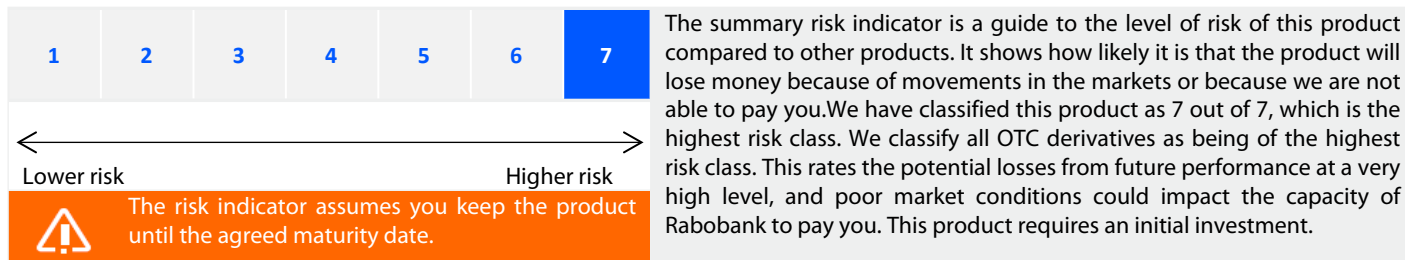 1 2 3 4 5 6 7
Lower risk Higher risk
The risk indicator assumes you keep the product
until the agreed maturity date.
The summary risk indicator is a guide to the level of risk of this product
compared to other products. It shows how likely it is that the product will
lose money because of movements in the markets or because we are not
able to pay you.We have classified this product as 7 out of 7, which is the
highest risk class. We classify all OTC derivatives as being of the highest
risk class. This rates the potential losses from future performance at a very
high level, and poor market conditions could impact the capacity of
Rabobank to pay you. This product requires an initial investment.